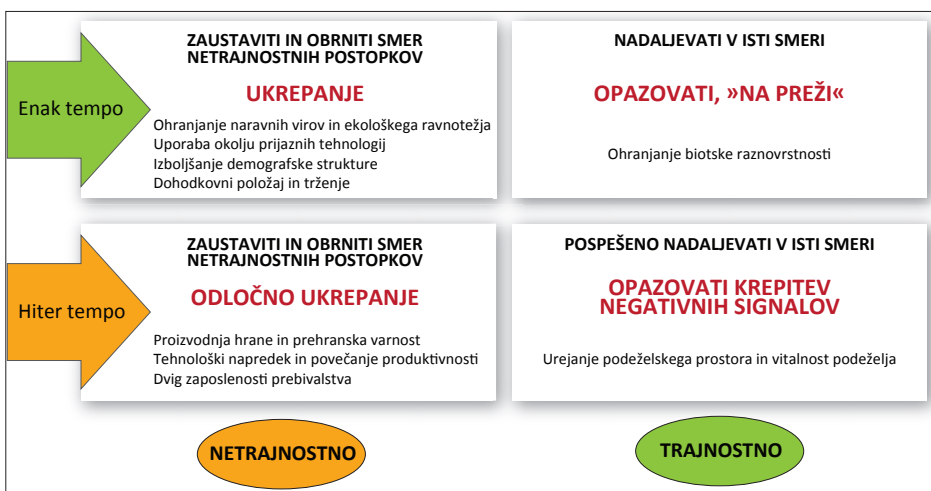 Enak tempo
ZAUSTAVITI IN OBRNITI SMER
NETRAJNOSTNIH POSTOPKOV
UKREPANJE
Ohranjanje naravnih virov in ekološkega ravnotežja
Uporaba okolju prijaznih tehnologij
Izboljšanje demografske strukture
Dohodkovni položaj in trženje
NADALJEVATI V ISTI SMERI
OPAZOVATI, »NA PREŽI«
Ohranjanje biotske raznovrstnosti
Hiter tempo
ZAUSTAVITI IN OBRNITI SMER
NETRAJNOSTNIH POSTOPKOV
ODLOČNO UKREPANJE
Proizvodnja hrane in prehranska varnost
Tehnološki napredek in povečanje produktivnosti
Dvig zaposlenosti prebivalstva
POSPEŠENO NADALJEVATI V ISTI SMERI
OPAZOVATI KREPITEV
NEGATIVNIH SIGNALOV
Urejanje podeželskega prostora in vitalnost podeželja
NETRAJNOSTNO
TRAJNOSTNO